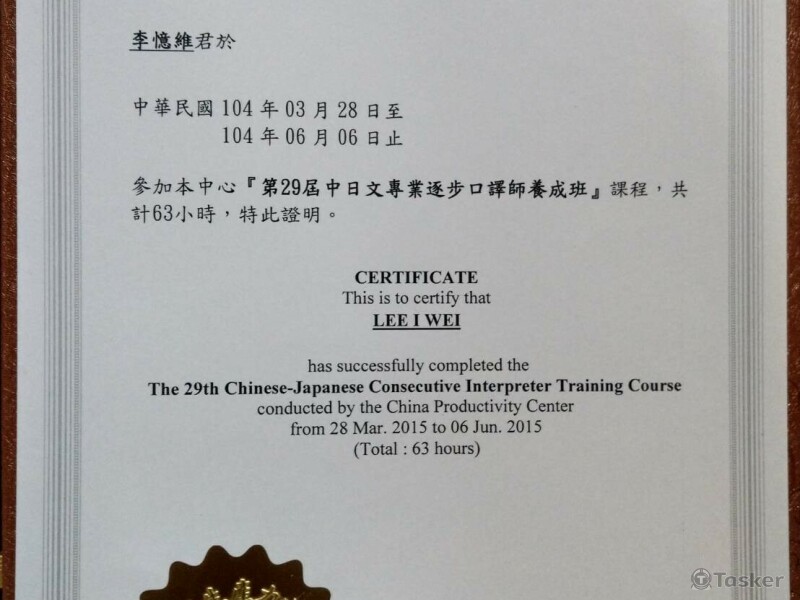 李憶維君於
中華民國 104 年 03 月 28 日至
104 年 06 月 06 日止
參加本中心『第29屆中日文專業逐步口譯師養成班』課程，共
計63小時，特此證明。
CERTIFICATE
This is to certify that
LEE I WEI
has successfully completed the
The 29th Chinese-Japanese Consecutive Interpreter Training Course
conducted by the China Productivity Center
from 28 Mar. 2015 to 06 Jun. 2015
(Total : 63 hours)
Tasker